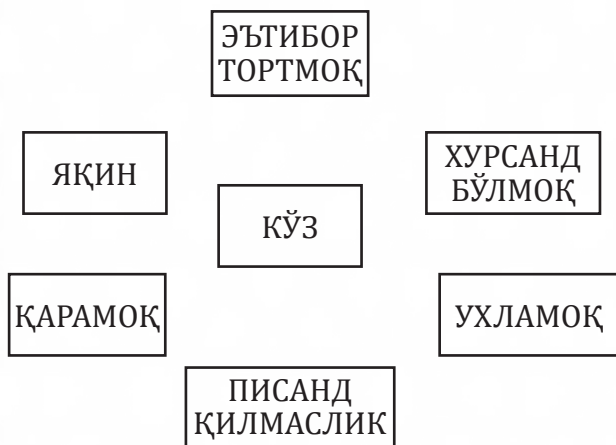 ЭЪТИБОР
ТОРТМОҚ
ЯҚИН
ХУРСАНД
БЎЛМОҚ
КЎЗ
ҚАРАМОҚ
УХЛАМОҚ
ПИСАНД
ҚИЛМАСЛИК